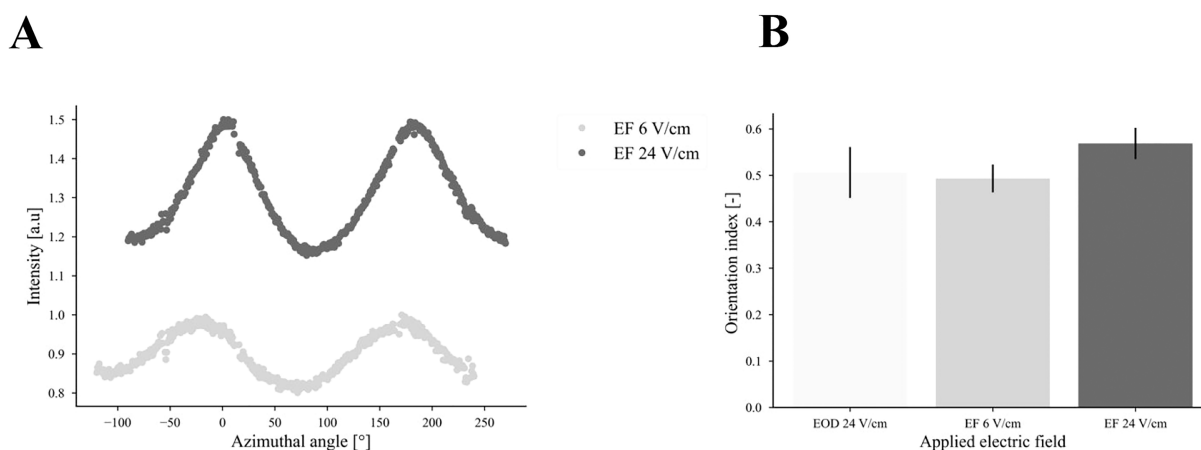 A
B
Intensity [a.u]
1.5
1.4
1.3
1.2
1.1
1.0
0.9
0.8
−100
−50
0
50
100
150
200
250
Azimuthal angle [°]
EF 6 V/cm
EF 24 V/cm
Orientation index [-]
0.6
0.5
0.4
0.3
0.2
0.1
0.0
EOD 24 V/cm
EF 6 V/cm
EF 24 V/cm
Applied electric field